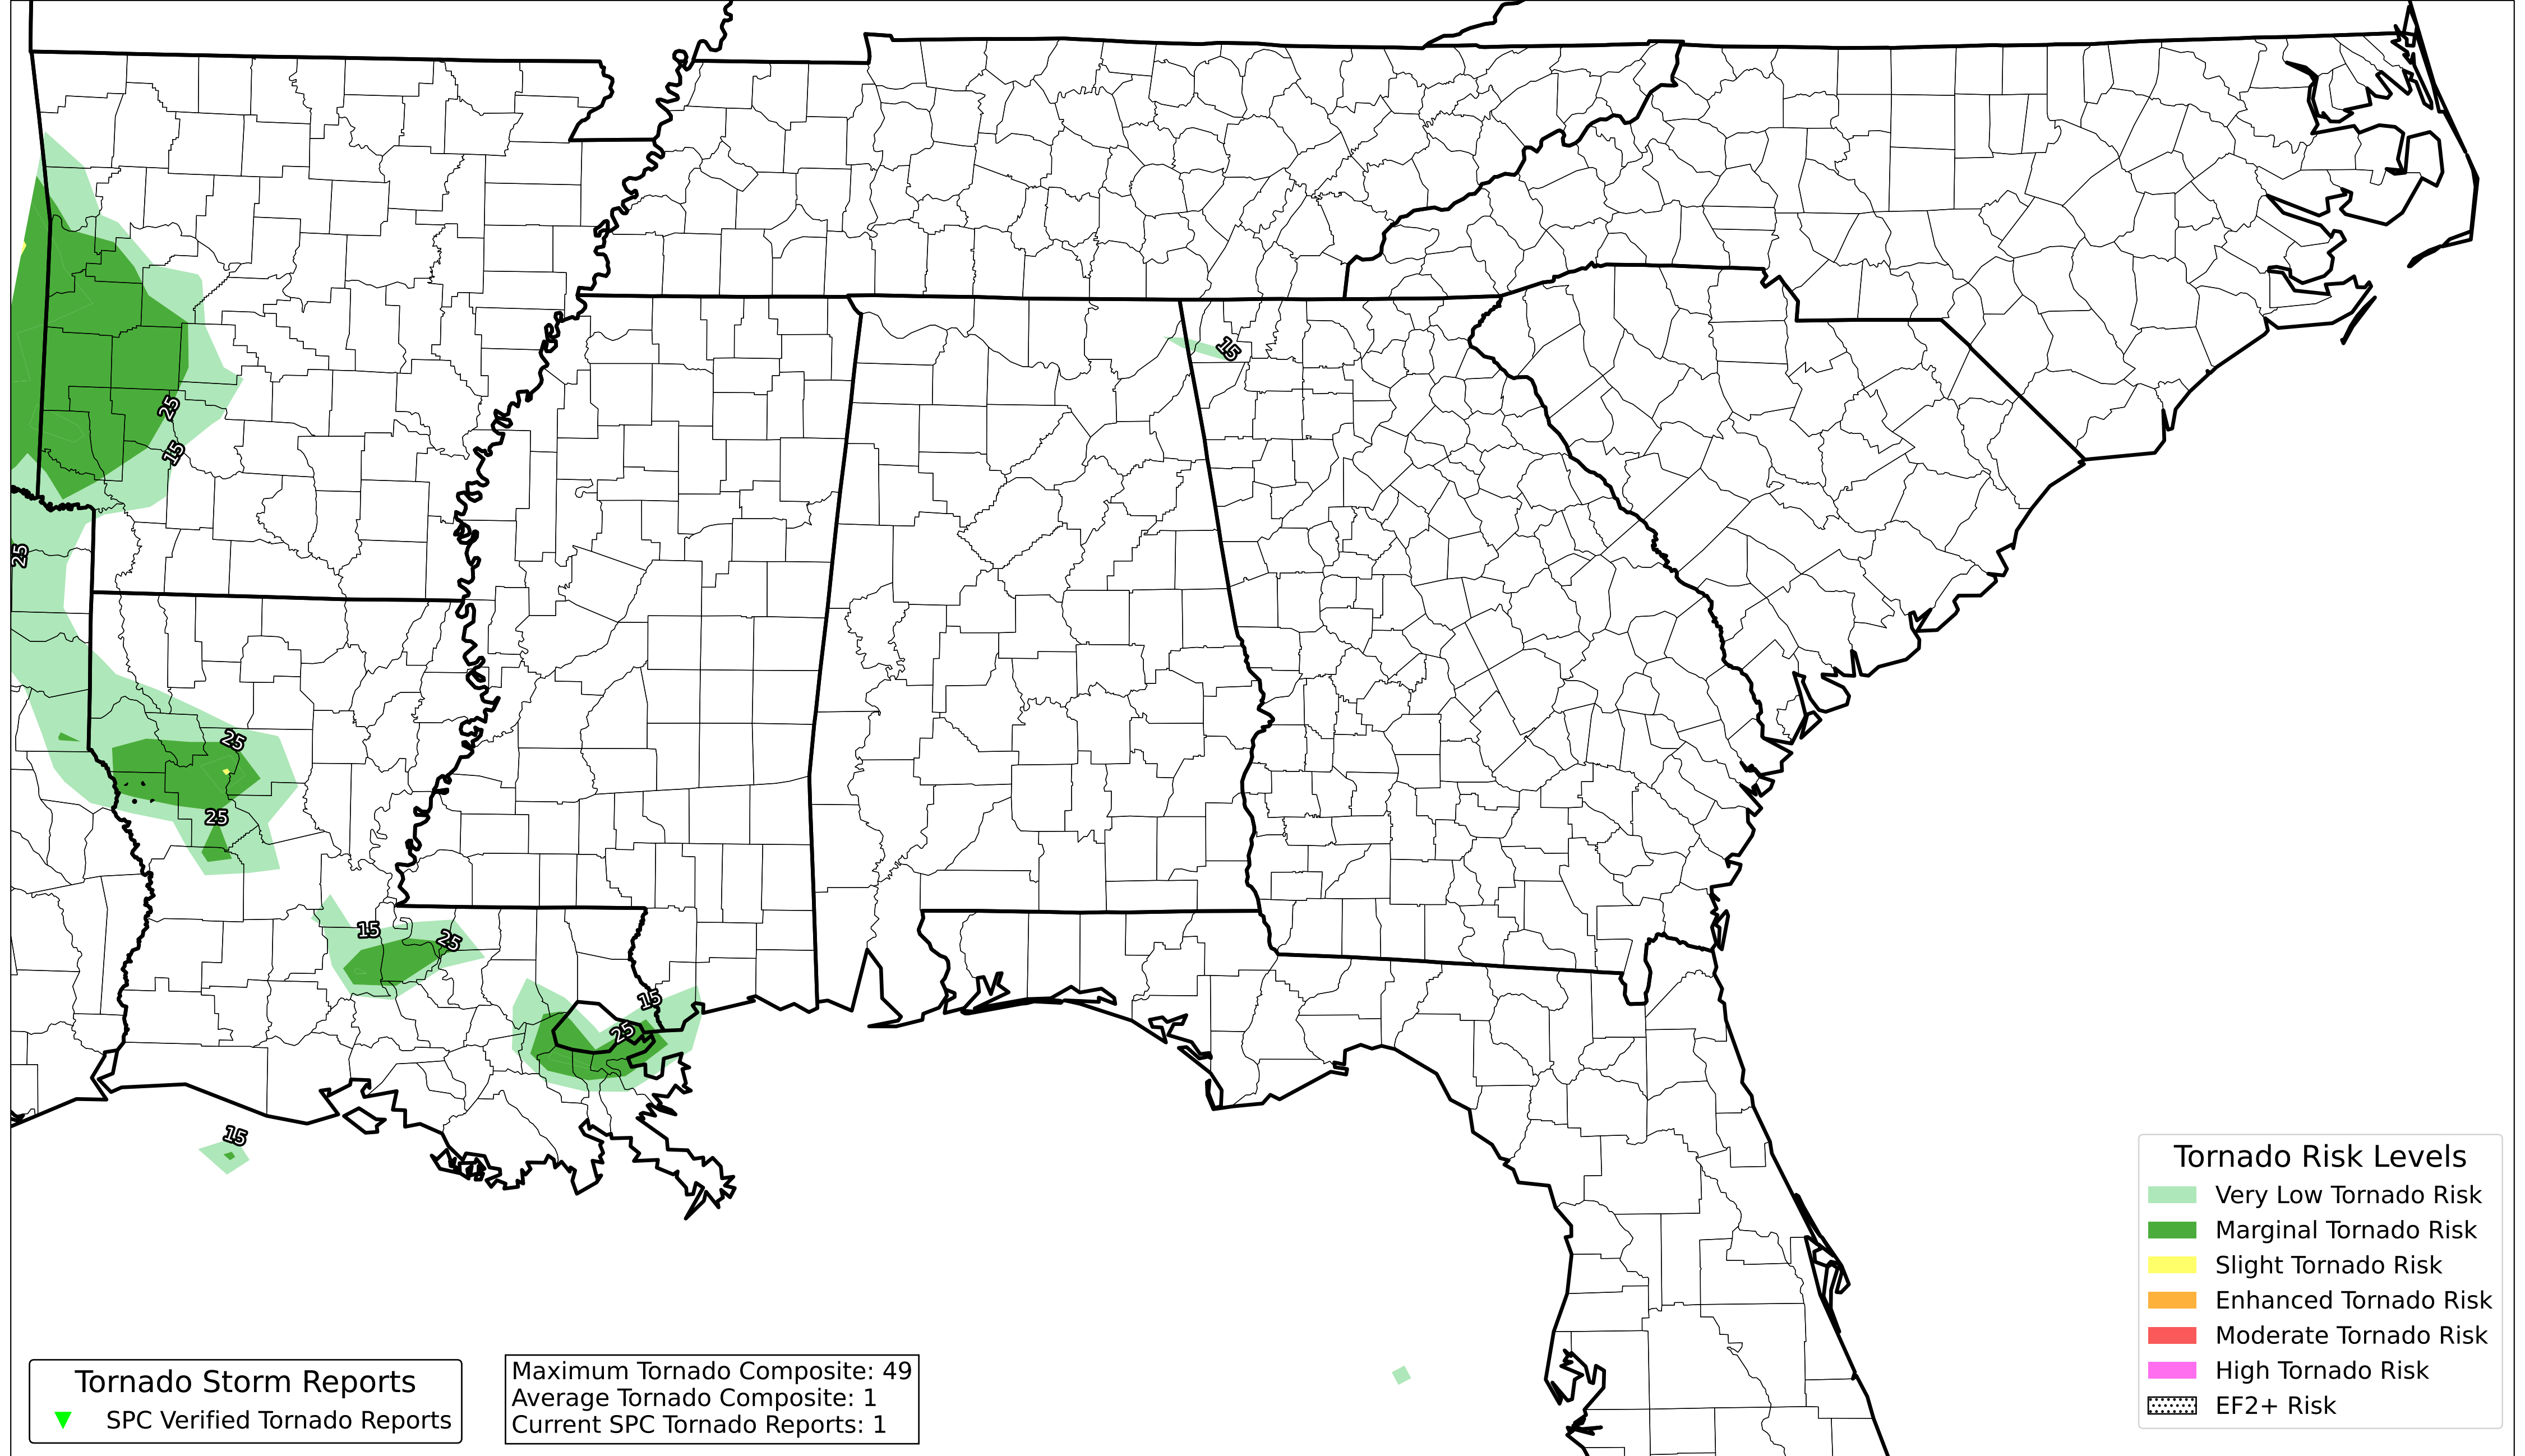 15
25
15
25
25
25
15
25
15
25
15
Tornado Risk Levels
Very Low Tornado Risk
Marginal Tornado Risk
Slight Tornado Risk
Enhanced Tornado Risk
Moderate Tornado Risk
High Tornado Risk
EF2+ Risk
Tornado Storm Reports
SPC Verified Tornado Reports
Maximum Tornado Composite: 49
Average Tornado Composite: 1
Current SPC Tornado Reports: 1